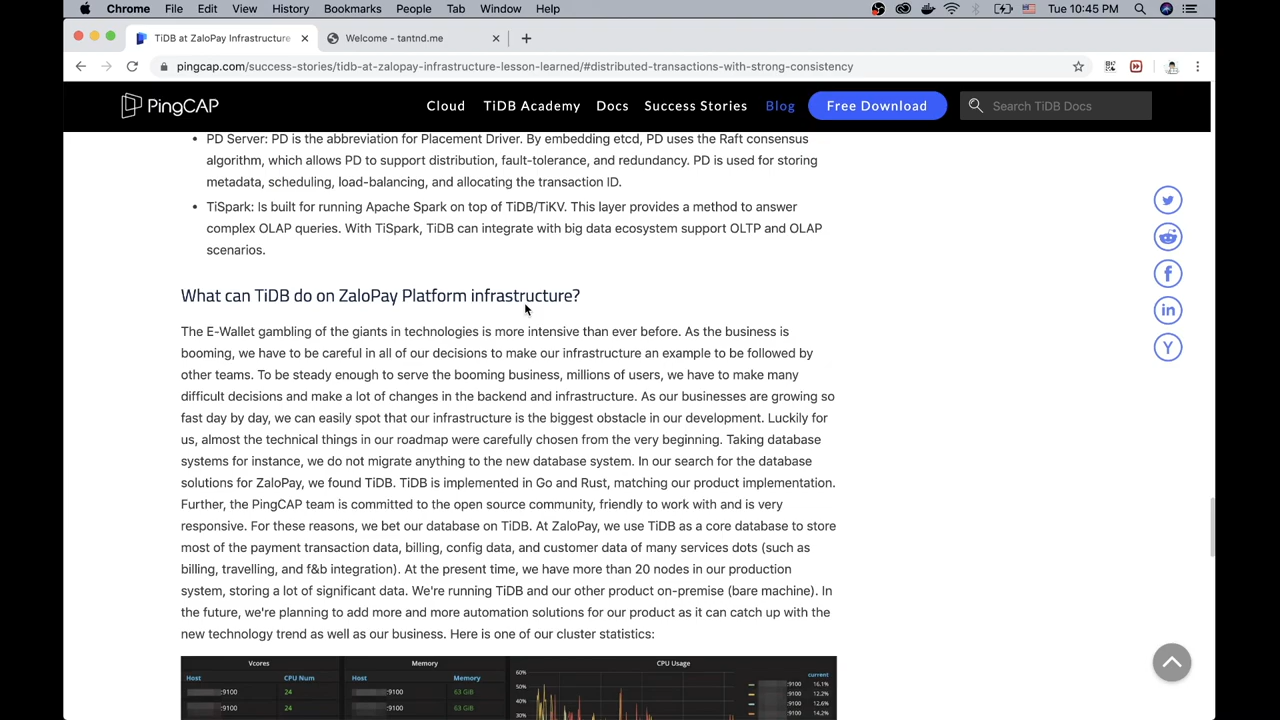 Chrome File Edit View History Bookmarks People Tab Window Help Tue 10:45 PM
TiDB at ZaloPay Infrastructure Welcome - tantnd.me
pingcap.com/success-stories/tidb-at-zalopay-infrastructure-lesson-learned/#distributed-transactions-with-strong-consistency
PingCAP Cloud TiDB Academy Docs Success Stories Blog Free Download Search TiDB Docs
• PD Server: PD is the abbreviation for Placement Driver. By embedding etcd, PD uses the Raft consensus
algorithm, which allows PD to support distribution, fault-tolerance, and redundancy. PD is used for storing
metadata, scheduling, load-balancing, and allocating the transaction ID.
• TiSpark: Is built for running Apache Spark on top of TiDB/TiKV. This layer provides a method to answer
complex OLAP queries. With TiSpark, TiDB can integrate with big data ecosystem support OLTP and OLAP
scenarios.
What can TiDB do on ZaloPay Platform infrastructure?
The E-Wallet gambling of the giants in technologies is more intensive than ever before. As the business is
booming, we have to be careful in all of our decisions to make our infrastructure an example to be followed by
other teams. To be steady enough to serve the booming business, millions of users, we have to make many
difficult decisions and make a lot of changes in the backend and infrastructure. As our businesses are growing so
fast day by day, we can easily spot that our infrastructure is the biggest obstacle in our development. Luckily for
us, almost the technical things in our roadmap were carefully chosen from the very beginning. Taking database
systems for instance, we do not migrate anything to the new database system. In our search for the database
solutions for ZaloPay, we found TiDB. TiDB is implemented in Go and Rust, matching our product implementation.
Further, the PingCAP team is committed to the open source community, friendly to work with and is very
responsive. For these reasons, we bet our database on TiDB. At ZaloPay, we use TiDB as a core database to store
most of the payment transaction data, billing, config data, and customer data of many services dots (such as
billing, travelling, and f&b integration). At the present time, we have more than 20 nodes in our production
system, storing a lot of significant data. We're running TiDB and our other product on-premise (bare machine). In
the future, we're planning to add more and more automation solutions for our product as it can catch up with the
new technology trend as well as our business. Here is one of our cluster statistics:
Vcores Memory CPU Usage
Host CPU Num Host Memory current
:9100 24 :9100 63 GiB 60% :9100 16.1%
50% :9100 12.2%
:9100 24 :9100 63 GiB :9100 12.6%
40% :9100 14.2%